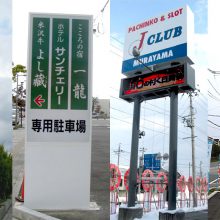 こころの宿
一龍
ホテル
サンチェリー
米沢牛
よし藏
専用駐車場
PACHINKO & SLOT
J CLUB
MURAYAMA